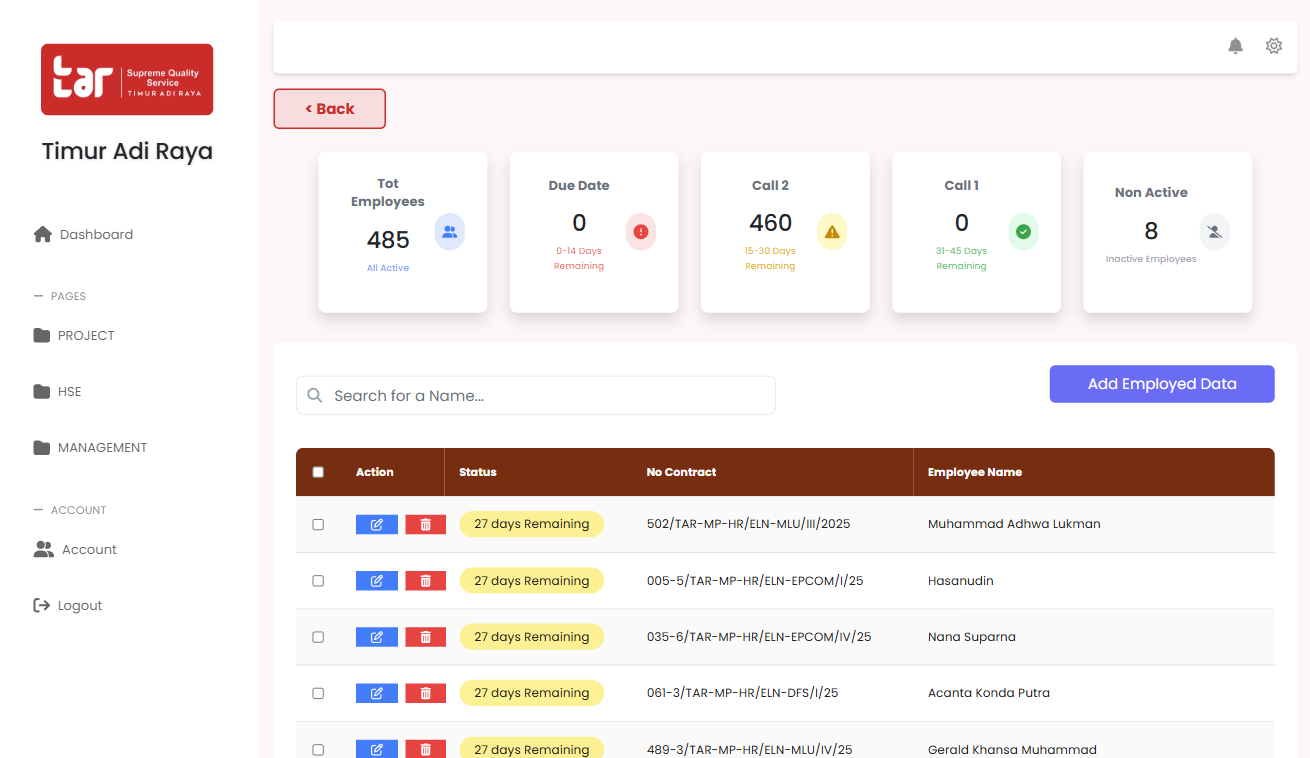 tar
Supreme Quality
Service
TIMUR ADI RAYA
Timur Adi Raya
Dashboard
PAGES
PROJECT
HSE
MANAGEMENT
ACCOUNT
Account
Logout
< Back
Tot
Employees
485
All Active
Due Date
0
0-14 Days
Remaining
Call 2
460
15-30 Days
Remaining
Call 1
0
31-45 Days
Remaining
Non Active
8
Inactive Employees
Search for a Name...
Add Employed Data
Action Status No Contract Employee Name
27 days Remaining 502/TAR-MP-HR/ELN-MLU/III/2025 Muhammad Adhwa Lukman
27 days Remaining 005-5/TAR-MP-HR/ELN-EPCOM/I/25 Hasanudin
27 days Remaining 035-6/TAR-MP-HR/ELN-EPCOM/IV/25 Nana Suparna
27 days Remaining 061-3/TAR-MP-HR/ELN-DFS/I/25 Acanta Konda Putra
27 days Remaining 489-3/TAR-MP-HR/ELN-MLU/IV/25 Gerald Khansa Muhammad